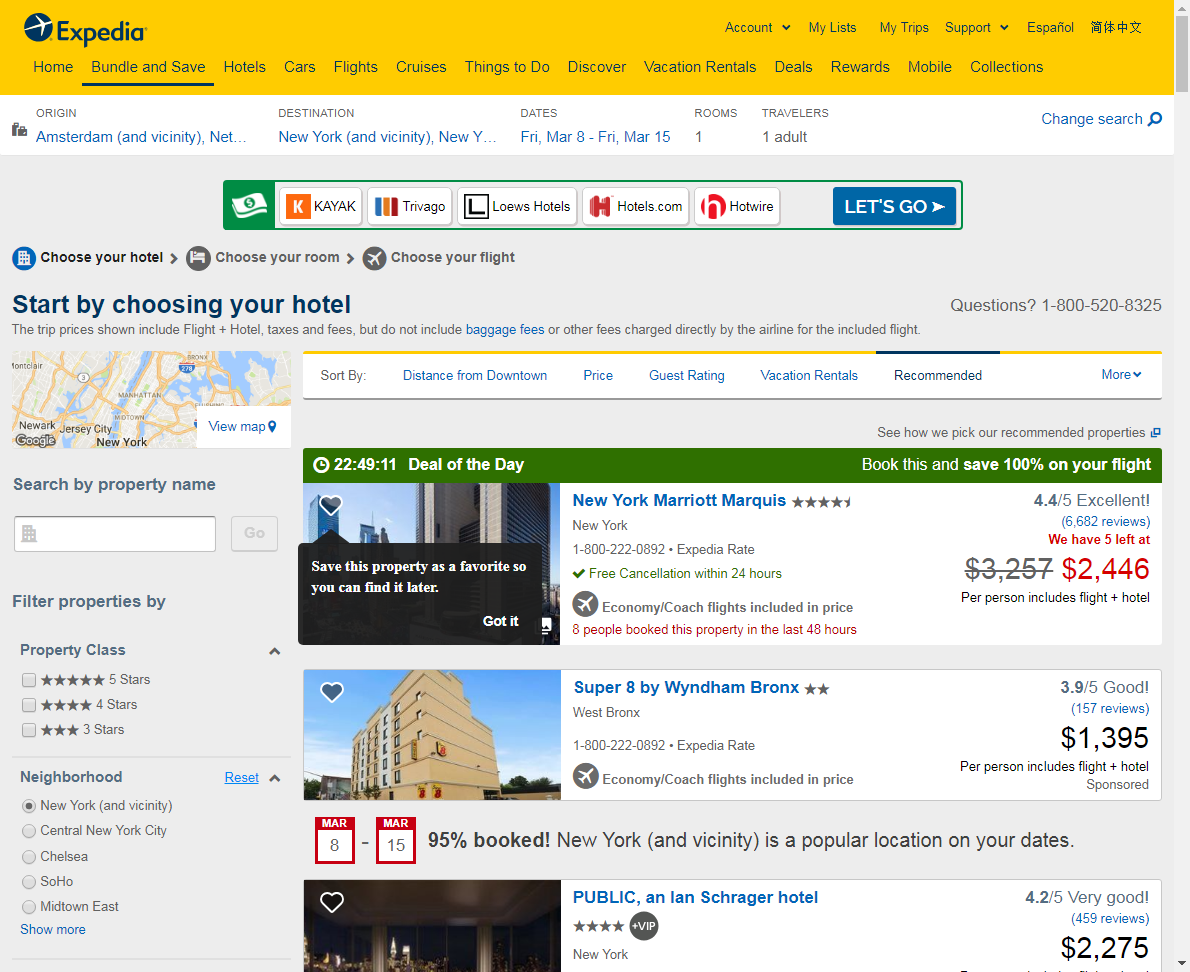 Expedia
Account
My Lists
My Trips
Support
Español
简体中文
Home
Bundle and Save
Hotels
Cars
Flights
Cruises
Things to Do
Discover
Vacation Rentals
Deals
Rewards
Mobile
Collections
ORIGIN
Amsterdam (and vicinity), Net...
DESTINATION
New York (and vicinity), New Y...
DATES
Fri, Mar 8 - Fri, Mar 15
ROOMS
1
TRAVELERS
1 adult
Change search
KAYAK
Trivago
Loews Hotels
Hotels.com
Hotwire
LET'S GO ➤
Choose your hotel
Choose your room
Choose your flight
Start by choosing your hotel
Questions? 1-800-520-8325
The trip prices shown include Flight + Hotel, taxes and fees, but do not include baggage fees or other fees charged directly by the airline for the included flight.
BRONX
278
3
MANHATTAN
MIDTOWN
Newark
Jersey City
New York
Google
View map
Sort By:
Distance from Downtown
Price
Guest Rating
Vacation Rentals
Recommended
More
See how we pick our recommended properties
Search by property name
Go
Filter properties by
Property Class
★★★★★ 5 Stars
★★★★ 4 Stars
★★★ 3 Stars
Neighborhood
Reset
New York (and vicinity)
Central New York City
Chelsea
SoHo
Midtown East
Show more
22:49:11 Deal of the Day
Book this and save 100% on your flight
Save this property as a favorite so
you can find it later.
Got it
New York Marriott Marquis
New York
1-800-222-0892 • Expedia Rate
Free Cancellation within 24 hours
Economy/Coach flights included in price
8 people booked this property in the last 48 hours
4.4/5 Excellent!
(6,682 reviews)
We have 5 left at
$3,257 $2,446
Per person includes flight + hotel
Super 8 by Wyndham Bronx
West Bronx
1-800-222-0892 • Expedia Rate
Economy/Coach flights included in price
3.9/5 Good!
(157 reviews)
$1,395
Per person includes flight + hotel
Sponsored
MAR
8
-
MAR
15
95% booked! New York (and vicinity) is a popular location on your dates.
PUBLIC, an Ian Schrager hotel
+VIP
New York
4.2/5 Very good!
(459 reviews)
$2,275